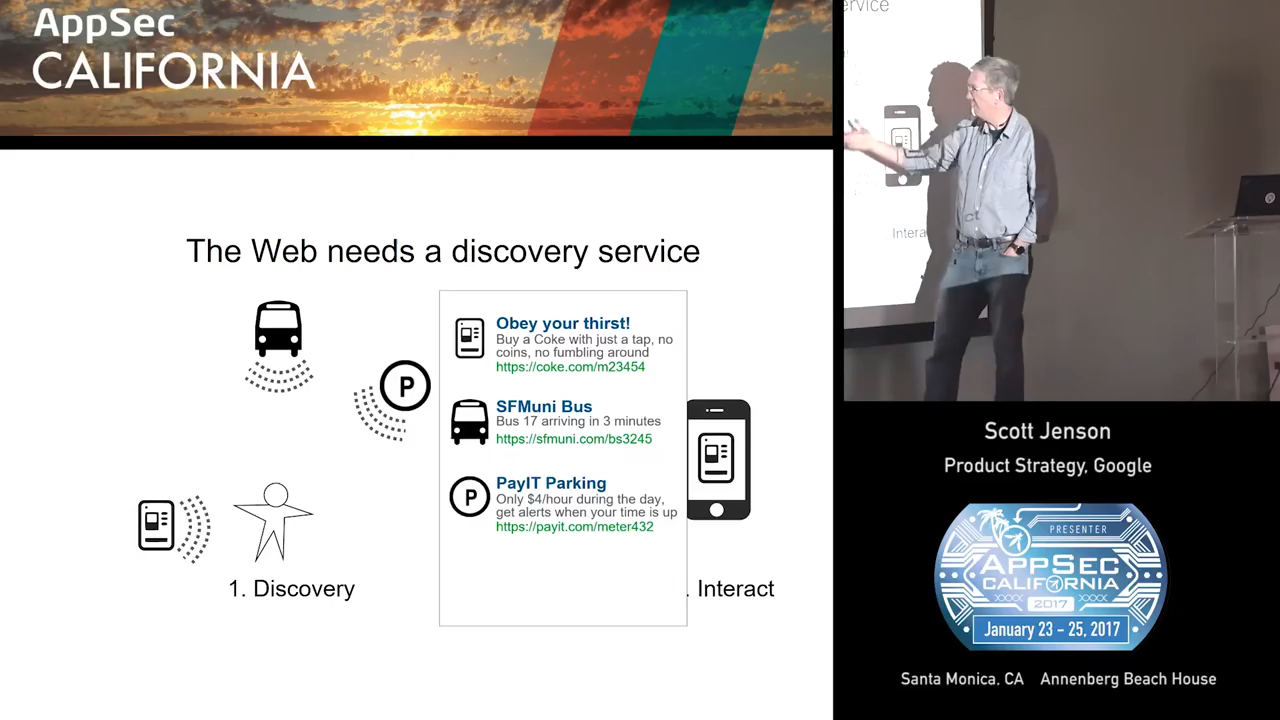 AppSec
CALIFORNIA
The Web needs a discovery service
P
Obey your thirst!
Buy a Coke with just a tap, no
coins, no fumbling around
https://coke.com/m23454
SFMuni Bus
Bus 17 arriving in 3 minutes
https://sfmuni.com/bs3245
P
PayIT Parking
Only $4/hour during the day,
get alerts when your time is up
https://payit.com/meter432
1. Discovery
. Interact
ervice
Intera
Scott Jenson
Product Strategy, Google
PRESENTER
APPSEC
CALIFORNIA
2017
January 23 - 25, 2017
Santa Monica, CA Annenberg Beach House